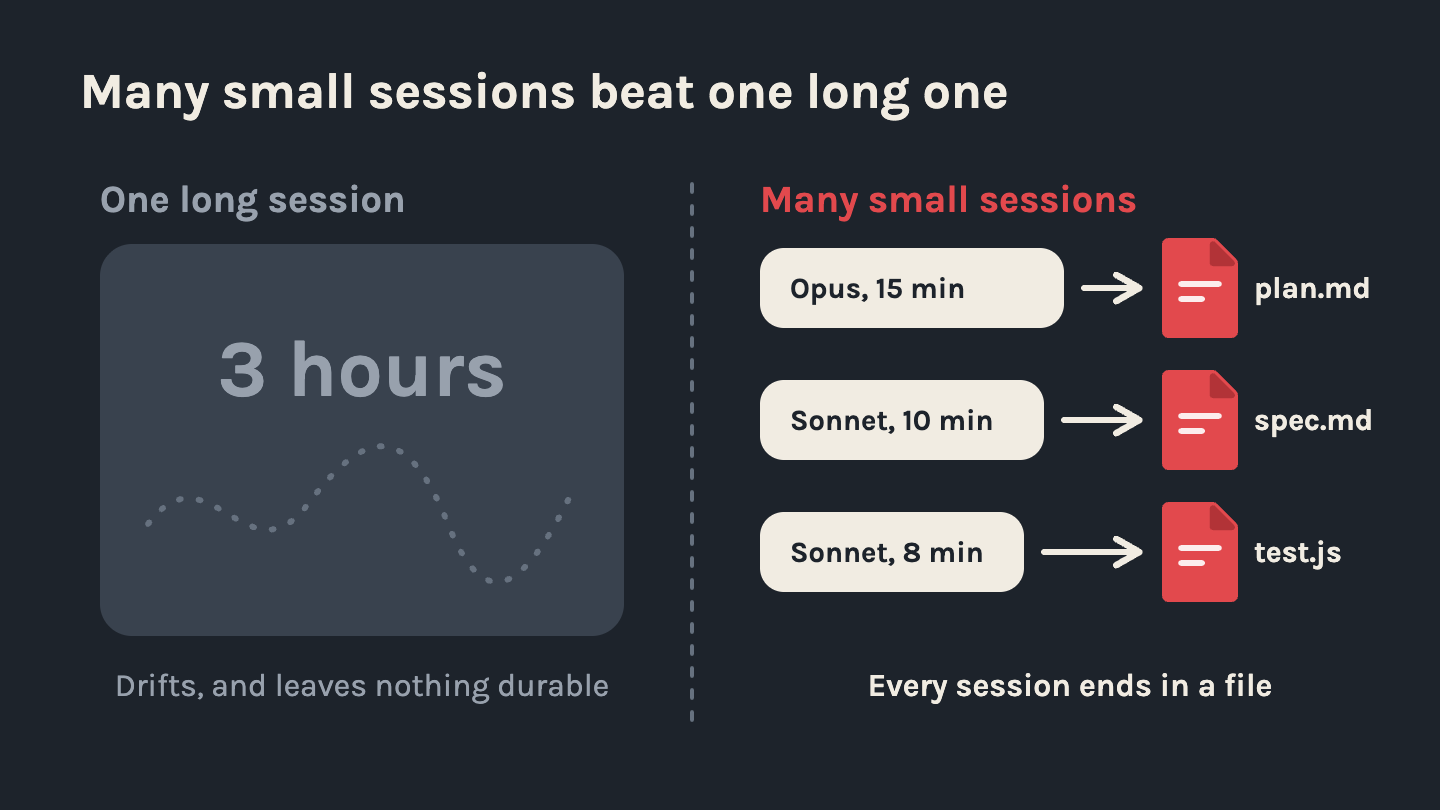 Many small sessions beat one long one
One long session
3 hours
Drifts, and leaves nothing durable
Many small sessions
Opus, 15 min
plan.md
Sonnet, 10 min
spec.md
Sonnet, 8 min
test.js
Every session ends in a file